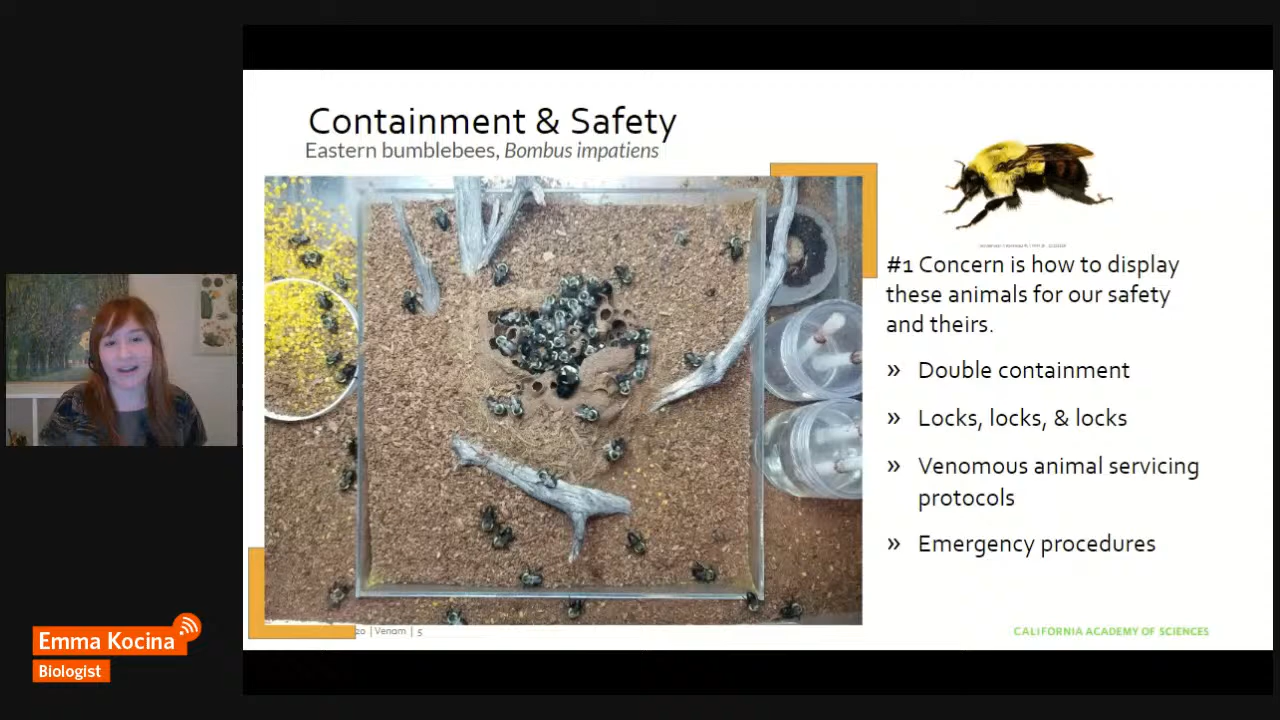 Containment & Safety
Eastern bumblebees, Bombus impatiens
#1 Concern is how to display
these animals for our safety
and theirs.
» Double containment
» Locks, locks, & locks
» Venomous animal servicing
protocols
» Emergency procedures
20 | Venom | 5
CALIFORNIA ACADEMY OF SCIENCES
Emma Kocina
Biologist